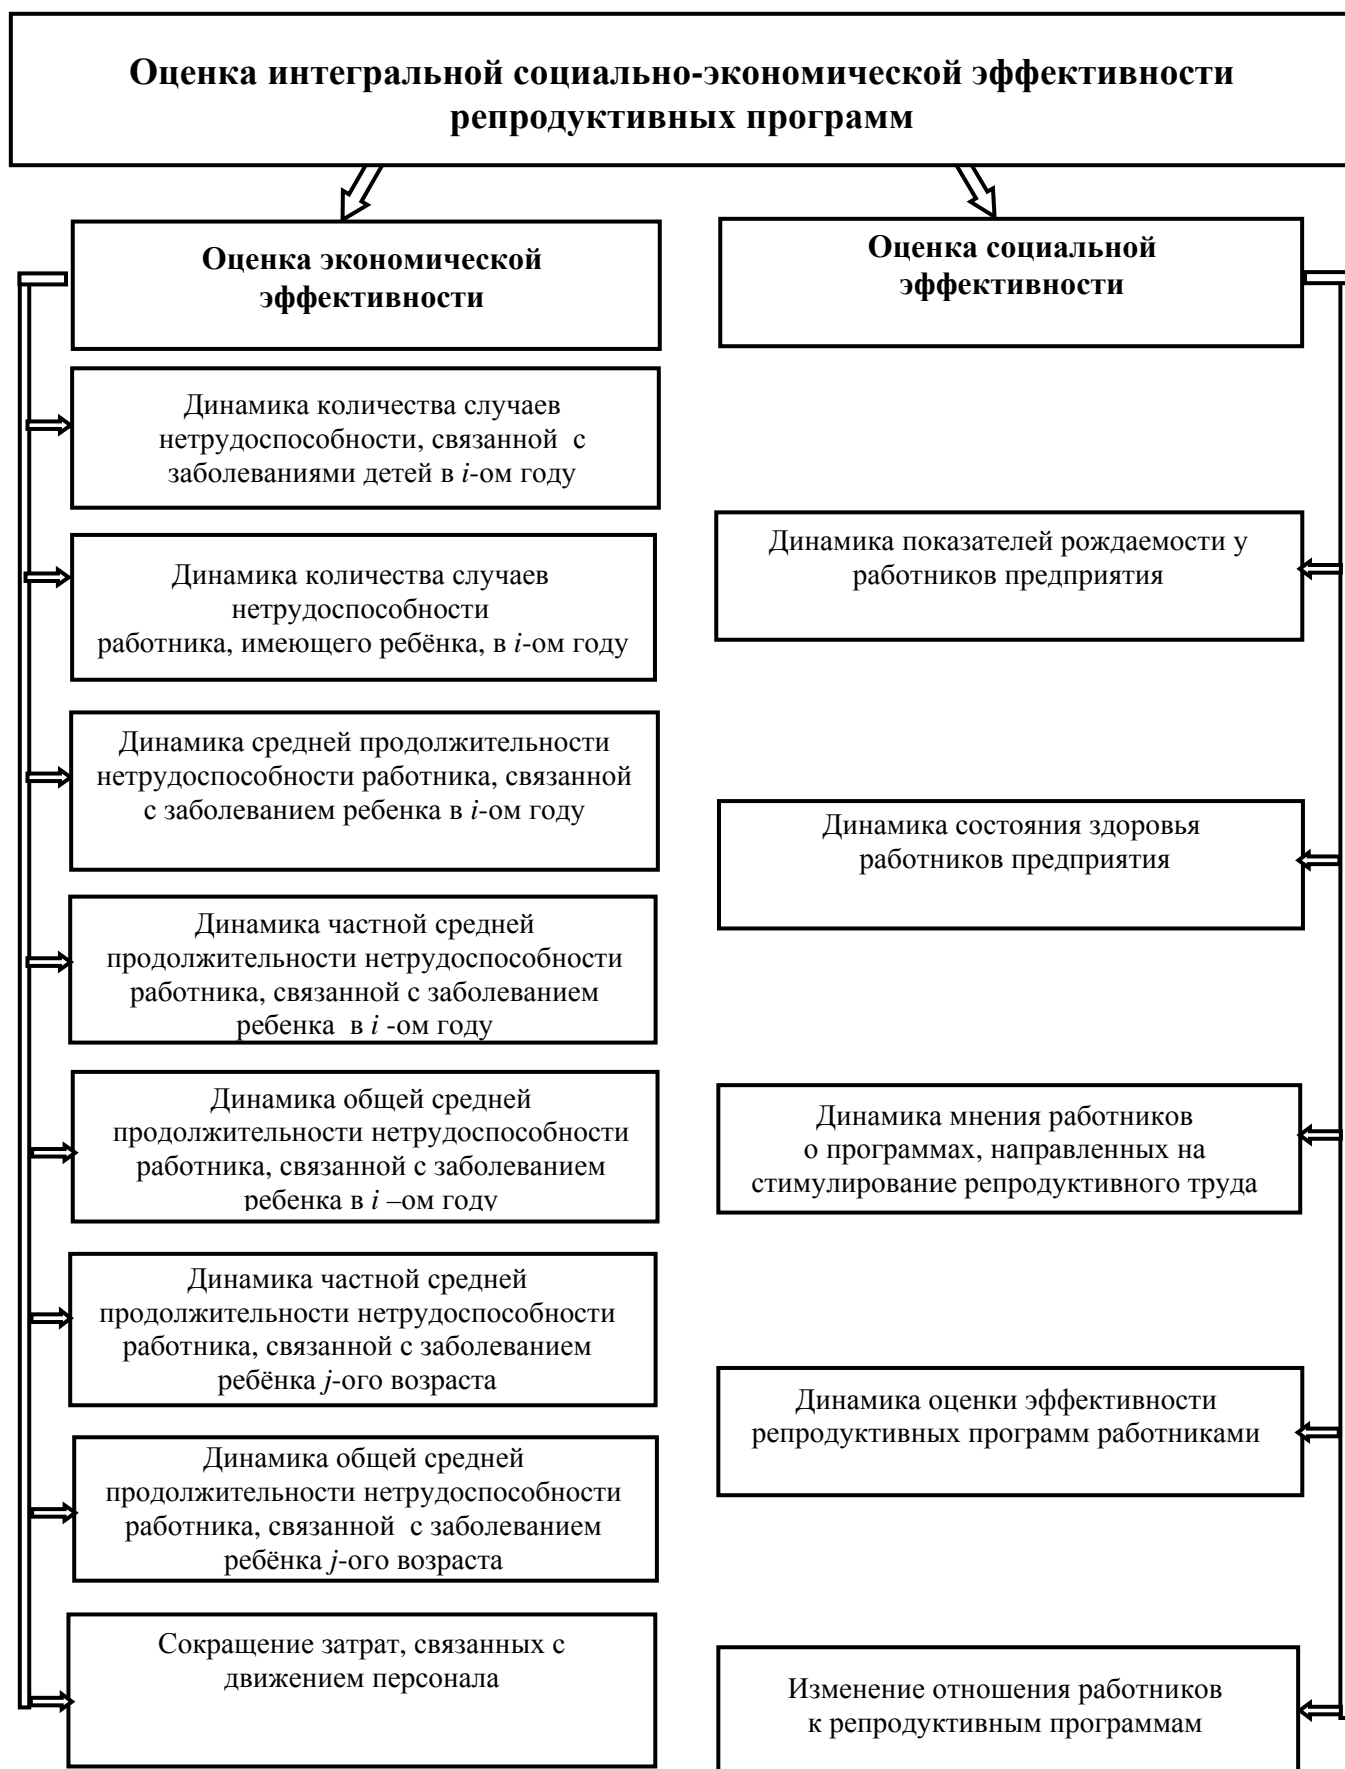 Оценка интегральной социально-экономической эффективности
репродуктивных программ
Оценка экономической
эффективности
Динамика количества случаев
нетрудоспособности, связанной с
заболеваниями детей в i-ом году
Динамика количества случаев
нетрудоспособности
работника, имеющего ребёнка, в i-ом году
Динамика средней продолжительности
нетрудоспособности работника, связанной
с заболеванием ребенка в i-ом году
Динамика частной средней
продолжительности нетрудоспособности
работника, связанной с заболеванием
ребенка в i -ом году
Динамика общей средней
продолжительности нетрудоспособности
работника, связанной с заболеванием
ребенка в i –ом году
Динамика частной средней
продолжительности нетрудоспособности
работника, связанной с заболеванием
ребёнка j-ого возраста
Динамика общей средней
продолжительности нетрудоспособности
работника, связанной с заболеванием
ребёнка j-ого возраста
Сокращение затрат, связанных с
движением персонала
Оценка социальной
эффективности
Динамика показателей рождаемости у
работников предприятия
Динамика состояния здоровья
работников предприятия
Динамика мнения работников
о программах, направленных на
стимулирование репродуктивного труда
Динамика оценки эффективности
репродуктивных программ работниками
Изменение отношения работников
к репродуктивным программам